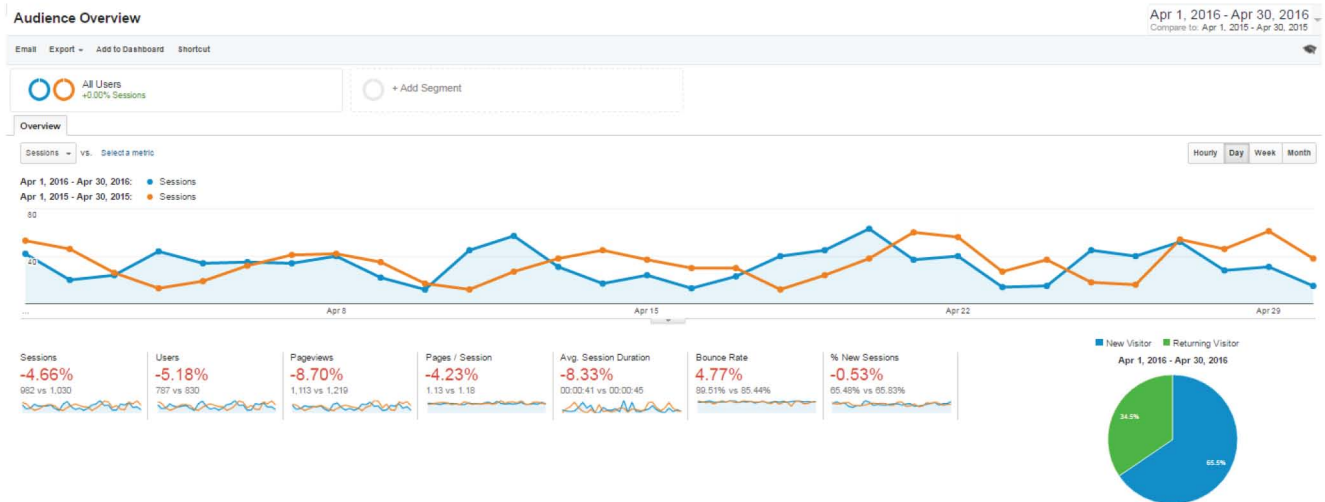 Audience Overview
Apr 1, 2016 - Apr 30, 2016
Compare to: Apr 1, 2015 - Apr 30, 2015
Email Export Add to Dashboard Shortcut
All Users
+0.00% Sessions
+ Add Segment
Overview
Sessions vs. Select a metric
Hourly Day Week Month
Apr 1, 2016 - Apr 30, 2016: Sessions
Apr 1, 2015 - Apr 30, 2015: Sessions
80
40
... Apr 8 Apr 15 Apr 22 Apr 29
Sessions
-4.66%
982 vs 1,030
Users
-5.18%
787 vs 830
Pageviews
-8.70%
1,113 vs 1,219
Pages / Session
-4.23%
1.13 vs 1.18
Avg. Session Duration
-8.33%
00:00:41 vs 00:00:45
Bounce Rate
4.77%
89.51% vs 85.44%
% New Sessions
-0.53%
65.48% vs 65.83%
New Visitor Returning Visitor
Apr 1, 2016 - Apr 30, 2016
34.5%
65.5%